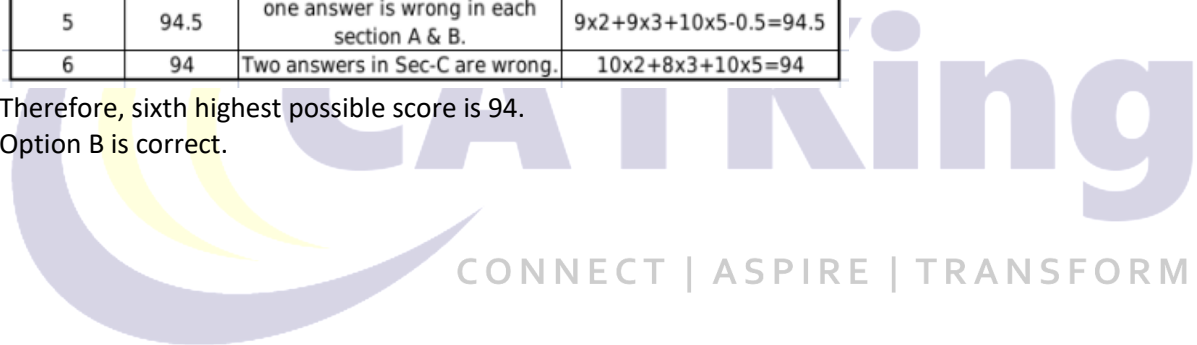 one answer is wrong in each
5 94.5 section A & B. 9x2+9x3+10x5-0.5=94.5
6 94 Two answers in Sec-C are wrong. 10x2+8x3+10x5=94
Therefore, sixth highest possible score is 94.
Option B is correct.
CATKing
CONNECT | ASPIRE | TRANSFORM